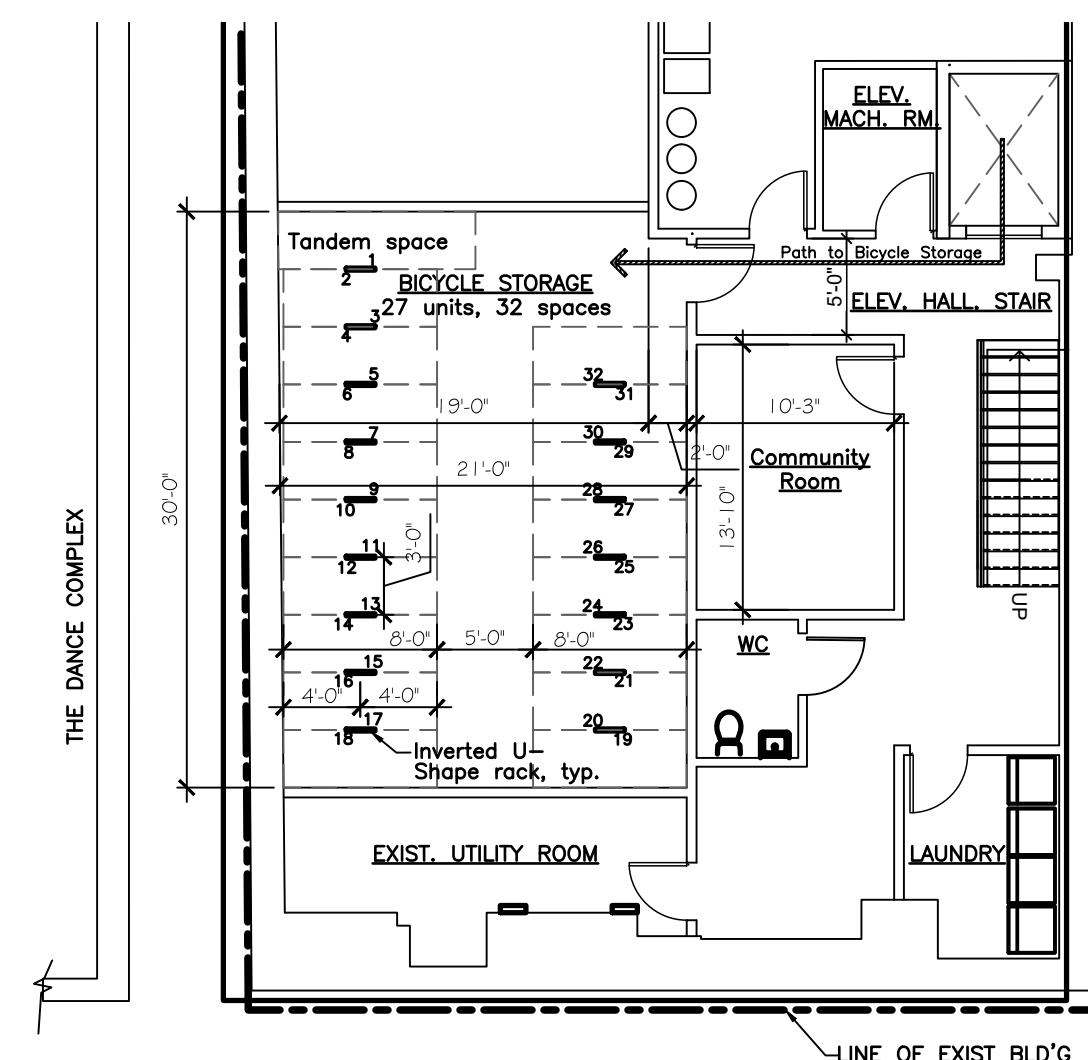 ELEV.
MACH. RM.
Tandem space
1
2
BICYCLE STORAGE
27 units, 32 spaces
Path to Bicycle Storage
5'-0"
ELEV. HALL, STAIR
3
4
5
6
32
31
19'-0"
10'-3"
7
8
30
29
2'-0"
Community
Room
21'-0"
13'-10"
9
10
28
27
30'-0"
THE DANCE COMPLEX
11
12
3'-0"
26
25
13
14
24
23
UP
8'-0"
5'-0"
8'-0"
WC
15
16
22
21
4'-0"
4'-0"
17
18
20
19
Inverted U-
Shape rack, typ.
EXIST. UTILITY ROOM
LAUNDRY
LINE OF EXIST BLD'G